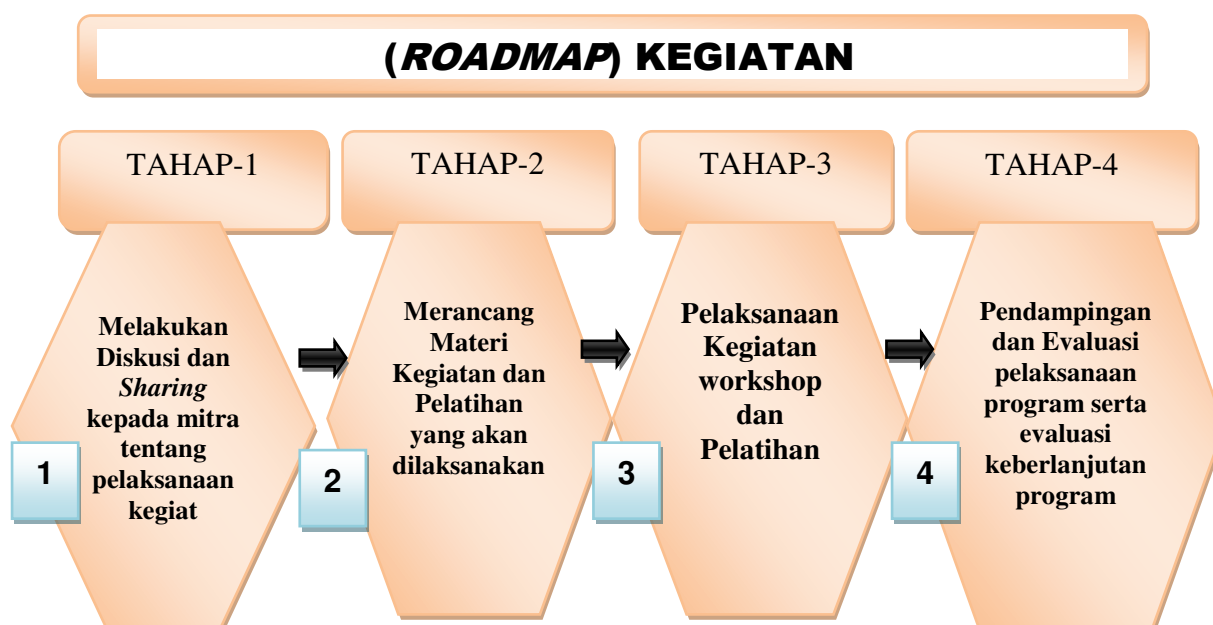 (ROADMAP) KEGIATAN
TAHAP-1
Melakukan
Diskusi dan
Sharing
kepada mitra
tentang
pelaksanaan
kegiat
1
TAHAP-2
Merancang
Materi
Kegiatan dan
Pelatihan
yang akan
dilaksanakan
2
TAHAP-3
Pelaksanaan
Kegiatan
workshop
dan
Pelatihan
3
TAHAP-4
Pendampingan
dan Evaluasi
pelaksanaan
program serta
evaluasi
keberlanjutan
program
4